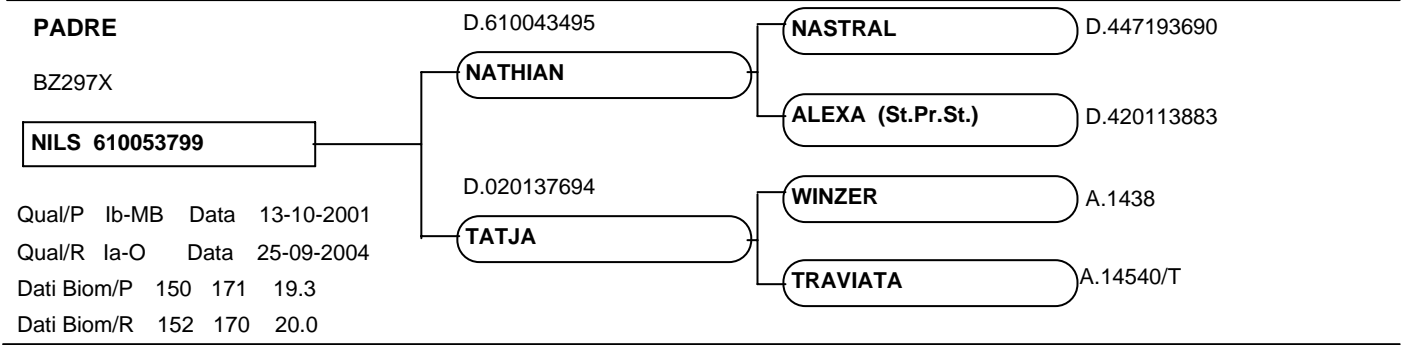 PADRE
BZ297X
NILS 610053799
Qual/P Ib-MB Data 13-10-2001
Qual/R Ia-O Data 25-09-2004
Dati Biom/P 150 171 19.3
Dati Biom/R 152 170 20.0
D.610043495
NATHIAN
D.020137694
TATJA
NASTRAL D.447193690
ALEXA (St.Pr.St.) D.420113883
WINZER A.1438
TRAVIATA A.14540/T